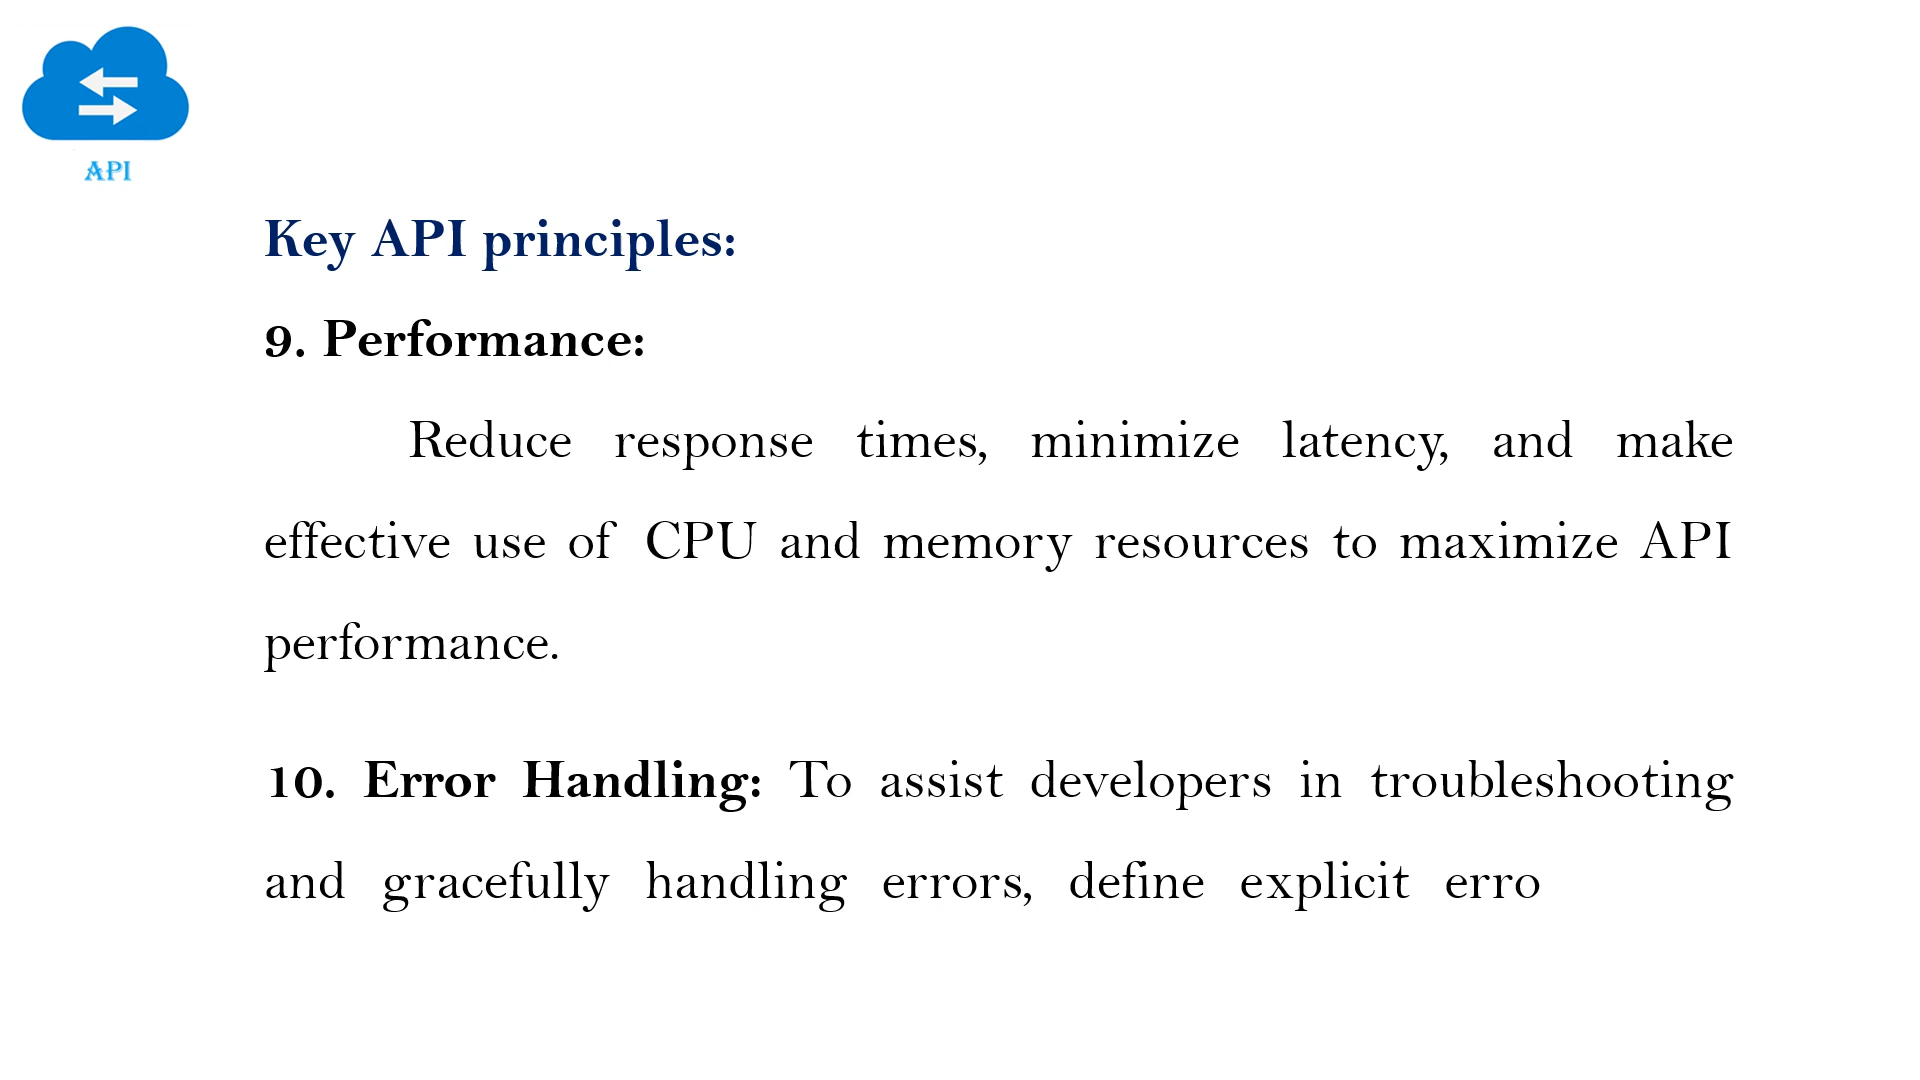 API
Key API principles:
9. Performance:
Reduce response times, minimize latency, and make
effective use of CPU and memory resources to maximize API
performance.
10. Error Handling: To assist developers in troubleshooting
and gracefully handling errors, define explicit erro